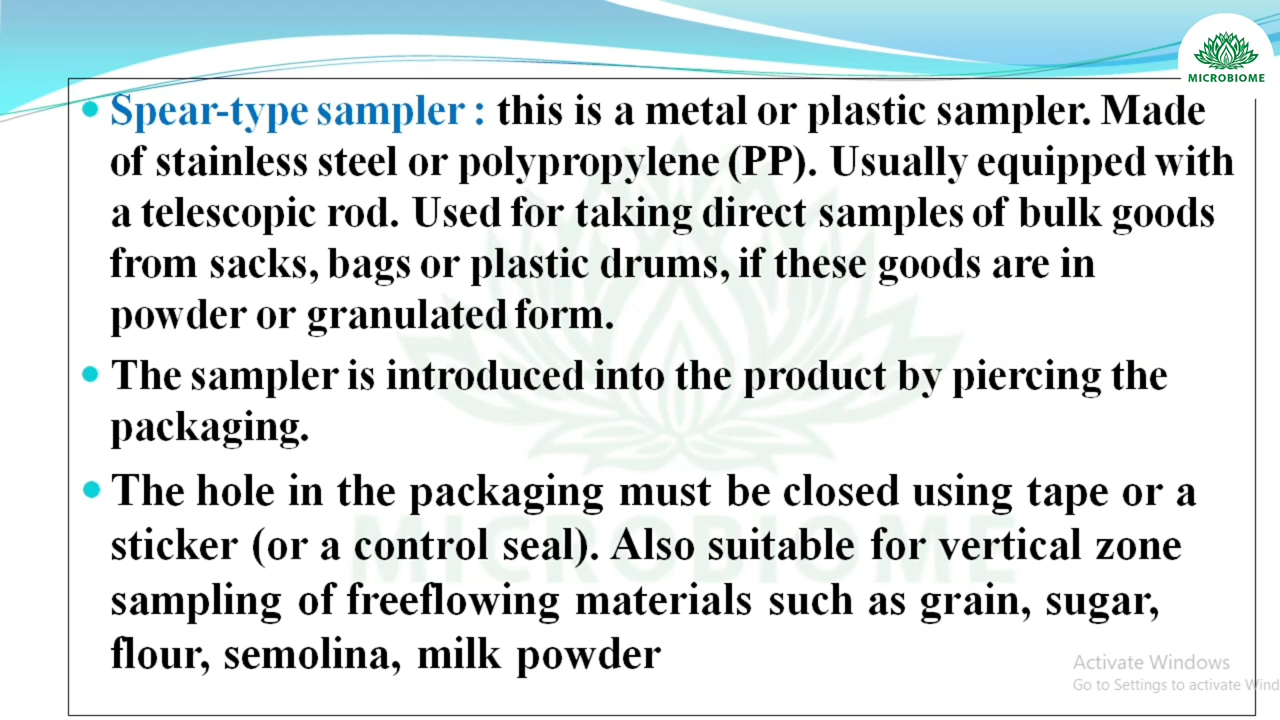 MICROBIOME
• Spear-type sampler : this is a metal or plastic sampler. Made
of stainless steel or polypropylene (PP). Usually equipped with
a telescopic rod. Used for taking direct samples of bulk goods
from sacks, bags or plastic drums, if these goods are in
powder or granulated form.
• The sampler is introduced into the product by piercing the
packaging.
• The hole in the packaging must be closed using tape or a
sticker (or a control seal). Also suitable for vertical zone
sampling of freeflowing materials such as grain, sugar,
flour, semolina, milk powder
MICROBIOME
Activate Windows
Go to Settings to activate Wind